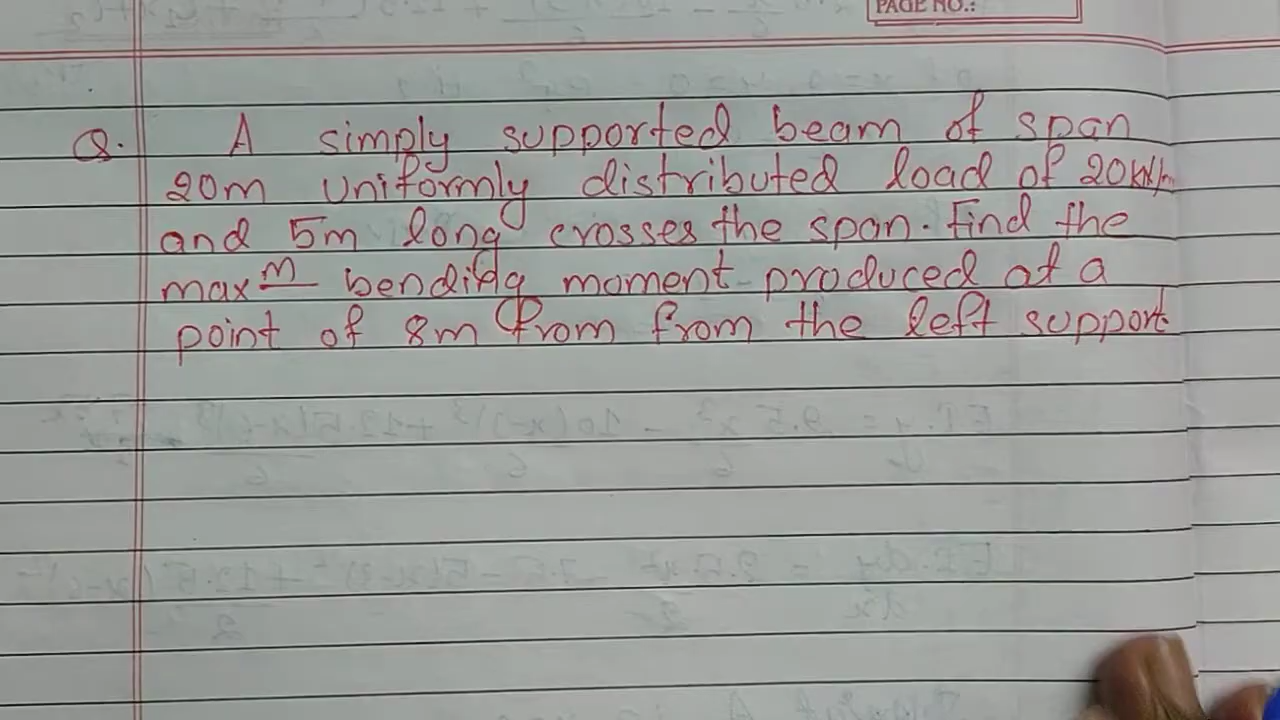 PAGE NO.:
Q. A simply supported beam of span
20m uniformly distributed load of 20kN/m
and 5m long crosses the span. Find the
maxm bending moment produced at a
point of 8m from from the left support.